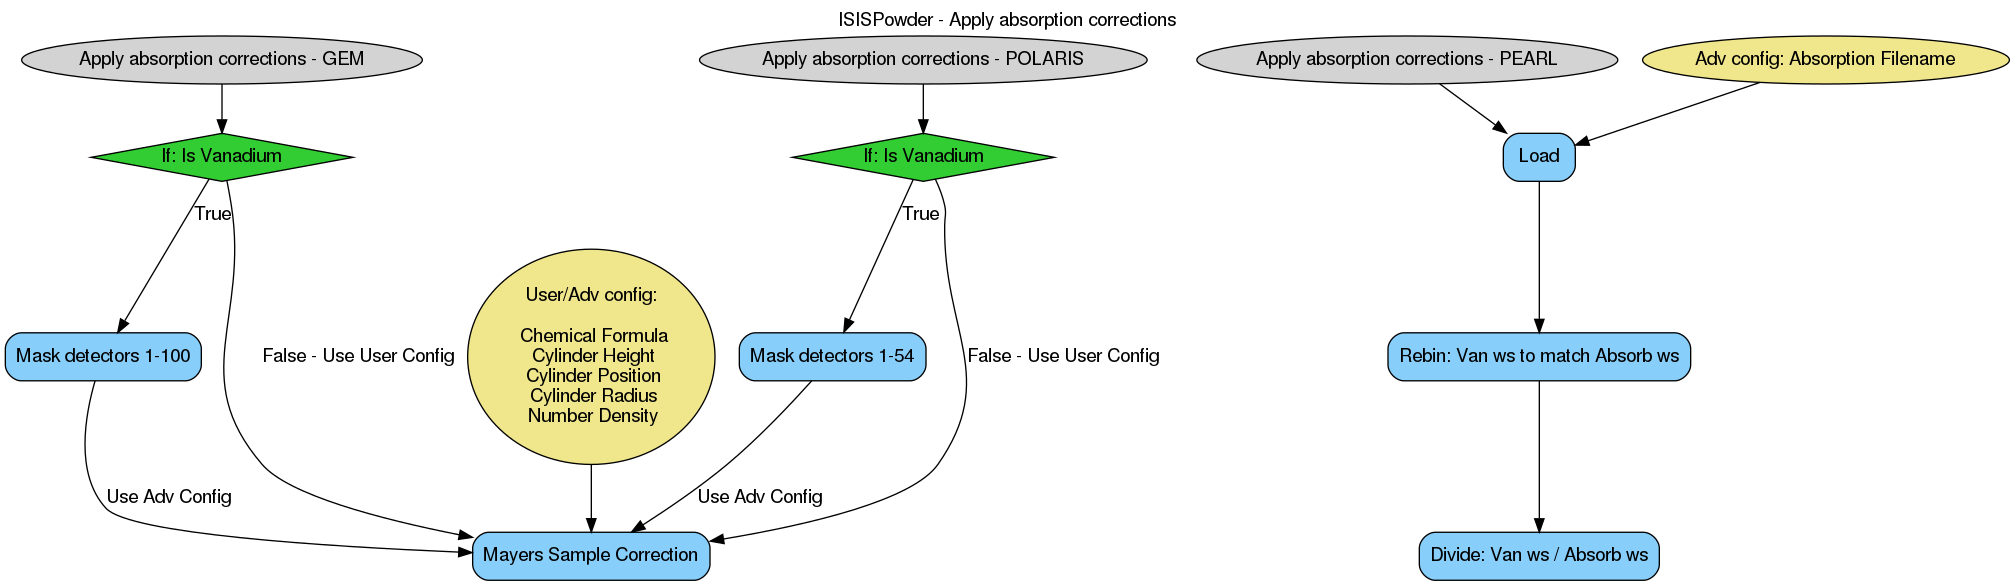 ISISPowder - Apply absorption corrections
Apply absorption corrections - GEM
Apply absorption corrections - POLARIS
Apply absorption corrections - PEARL
Adv config: Absorption Filename
If: Is Vanadium
If: Is Vanadium
Load
True
True
User/Adv config:
Chemical Formula
Cylinder Height
Cylinder Position
Cylinder Radius
Number Density
Mask detectors 1-100
False - Use User Config
Mask detectors 1-54
False - Use User Config
Rebin: Van ws to match Absorb ws
Use Adv Config
Use Adv Config
Mayers Sample Correction
Divide: Van ws / Absorb ws